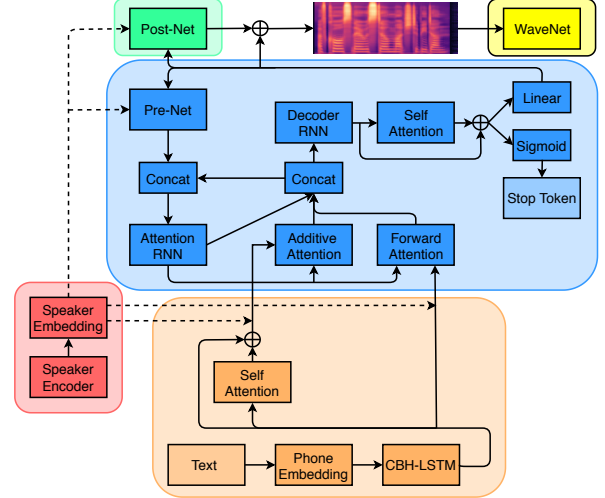 Post-Net
WaveNet
Pre-Net
Decoder
RNN
Self
Attention
Linear
Sigmoid
Concat
Concat
Stop Token
Attention
RNN
Additive
Attention
Forward
Attention
Speaker
Embedding
Speaker
Encoder
Self
Attention
Text
Phone
Embedding
CBH-LSTM